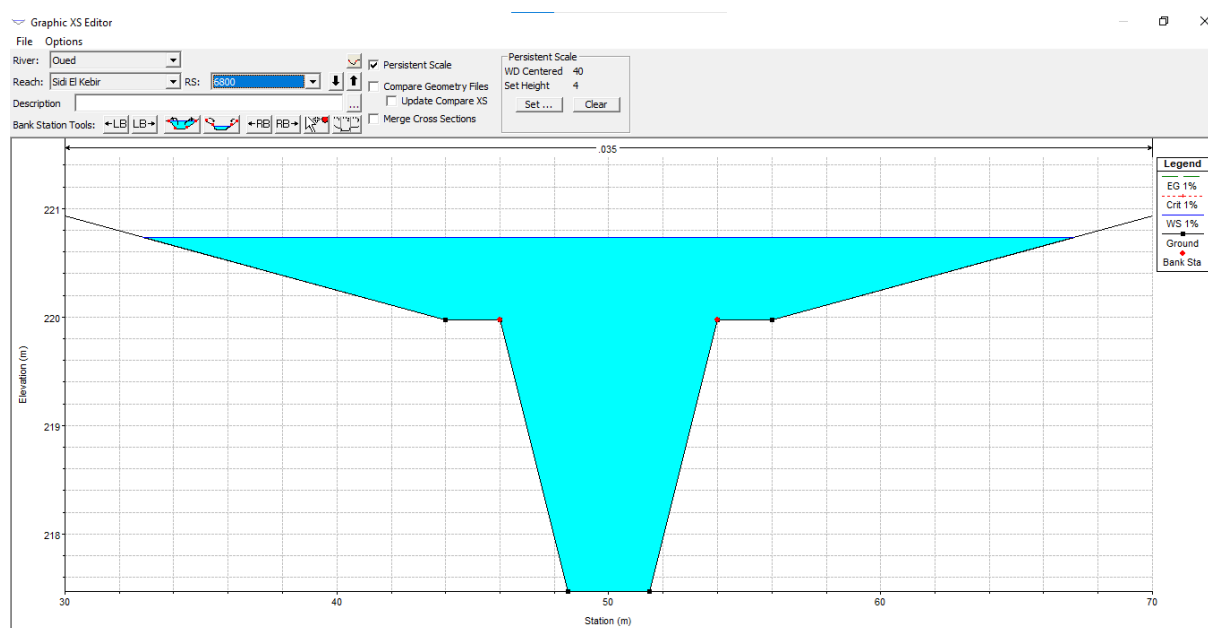 Graphic XS Editor
File Options
River: Oued
Reach: Sidi El Kebir RS: 6800
Description ...
Bank Station Tools: ←LB LB→ ←RB RB→
Persistent Scale
Compare Geometry Files
Update Compare XS
Merge Cross Sections
Persistent Scale
WD Centered 40
Set Height 4
Set ... Clear
.035
Legend
EG 1%
Crit 1%
WS 1%
Ground
Bank Sta
Elevation (m)
221
220
219
218
30 40 50 60 70
Station (m)